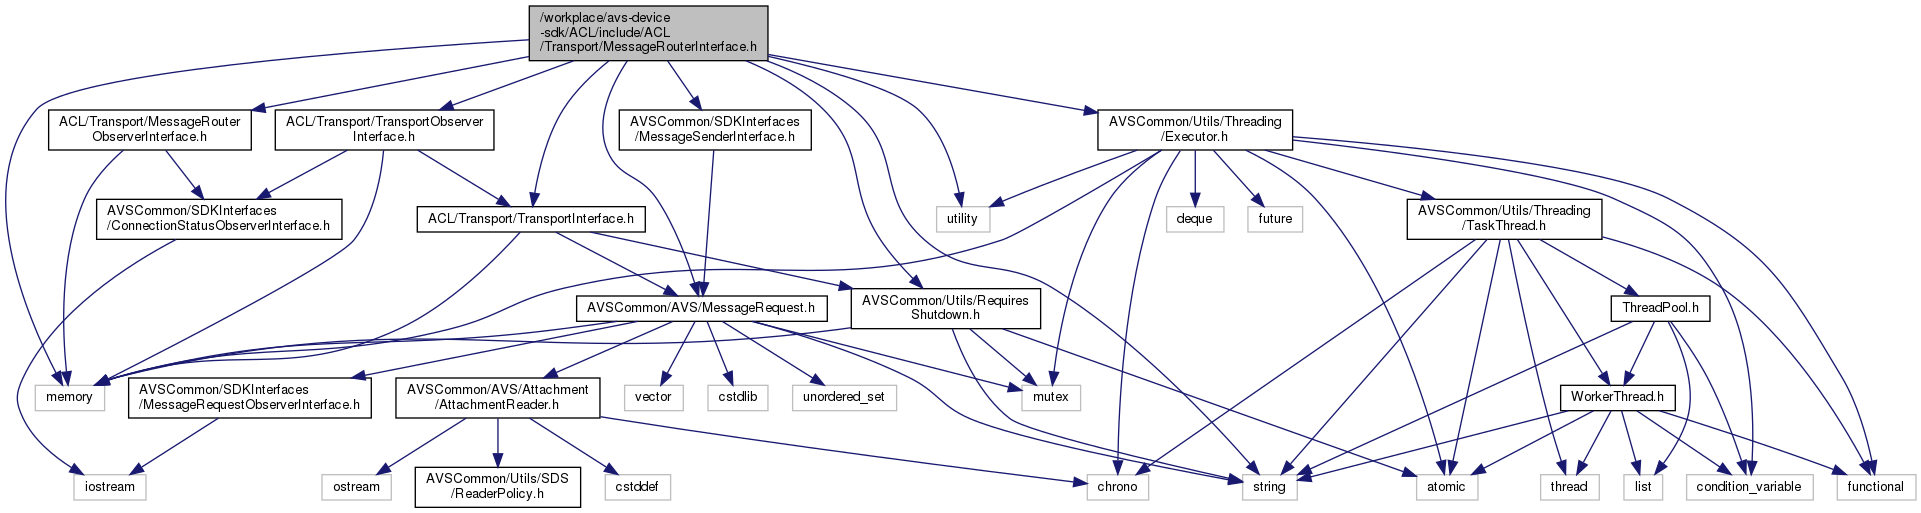 /workplace/avs-device
-sdk/ACL/include/ACL
/Transport/MessageRouterInterface.h
ACL/Transport/MessageRouter
ObserverInterface.h
ACL/Transport/TransportObserver
Interface.h
AVSCommon/SDKInterfaces
/MessageSenderInterface.h
AVSCommon/Utils/Threading
/Executor.h
AVSCommon/SDKInterfaces
/ConnectionStatusObserverInterface.h
ACL/Transport/TransportInterface.h
utility
deque
future
AVSCommon/Utils/Threading
/TaskThread.h
AVSCommon/AVS/MessageRequest.h
AVSCommon/Utils/Requires
Shutdown.h
ThreadPool.h
memory
AVSCommon/SDKInterfaces
/MessageRequestObserverInterface.h
AVSCommon/AVS/Attachment
/AttachmentReader.h
vector
cstdlib
unordered_set
mutex
WorkerThread.h
iostream
ostream
AVSCommon/Utils/SDS
/ReaderPolicy.h
cstddef
chrono
string
atomic
thread
list
condition_variable
functional